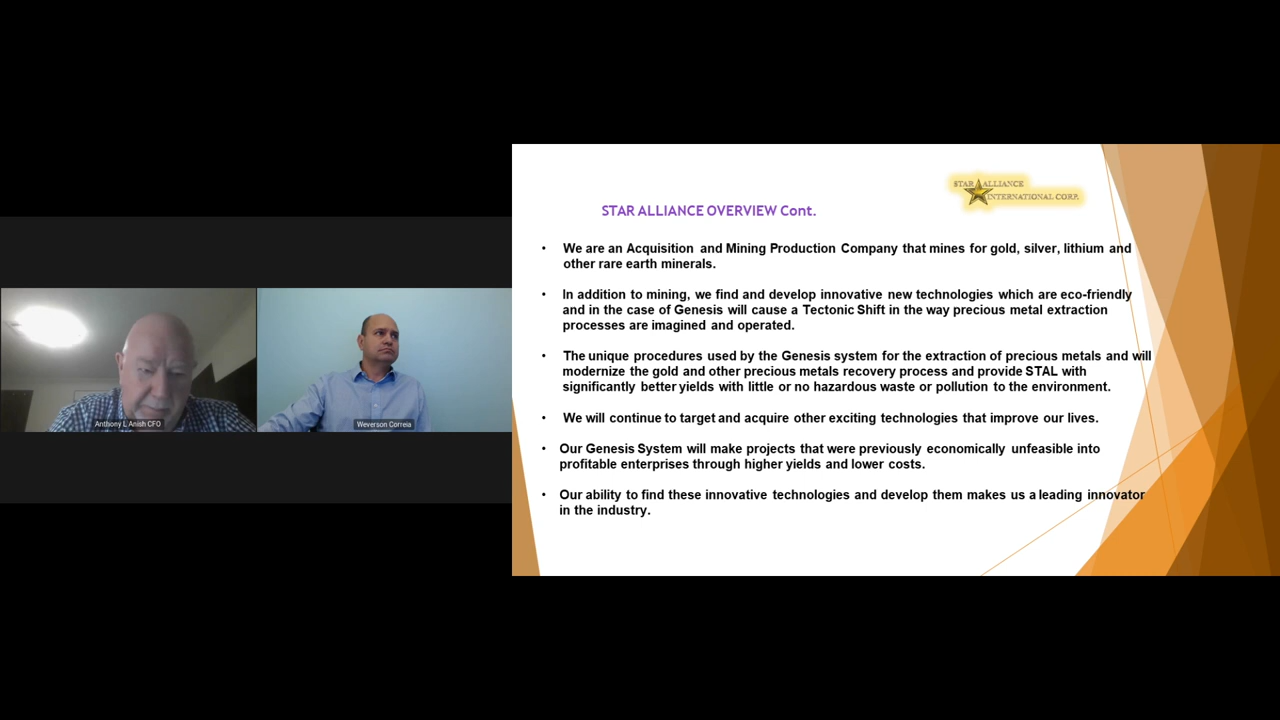 Anthony L Anish CFO
Weverson Correia
STAR ALLIANCE
INTERNATIONAL CORP.
STAR ALLIANCE OVERVIEW Cont.
• We are an Acquisition and Mining Production Company that mines for gold, silver, lithium and
other rare earth minerals.
• In addition to mining, we find and develop innovative new technologies which are eco-friendly
and in the case of Genesis will cause a Tectonic Shift in the way precious metal extraction
processes are imagined and operated.
• The unique procedures used by the Genesis system for the extraction of precious metals and will
modernize the gold and other precious metals recovery process and provide STAL with
significantly better yields with little or no hazardous waste or pollution to the environment.
• We will continue to target and acquire other exciting technologies that improve our lives.
• Our Genesis System will make projects that were previously economically unfeasible into
profitable enterprises through higher yields and lower costs.
• Our ability to find these innovative technologies and develop them makes us a leading innovator
in the industry.